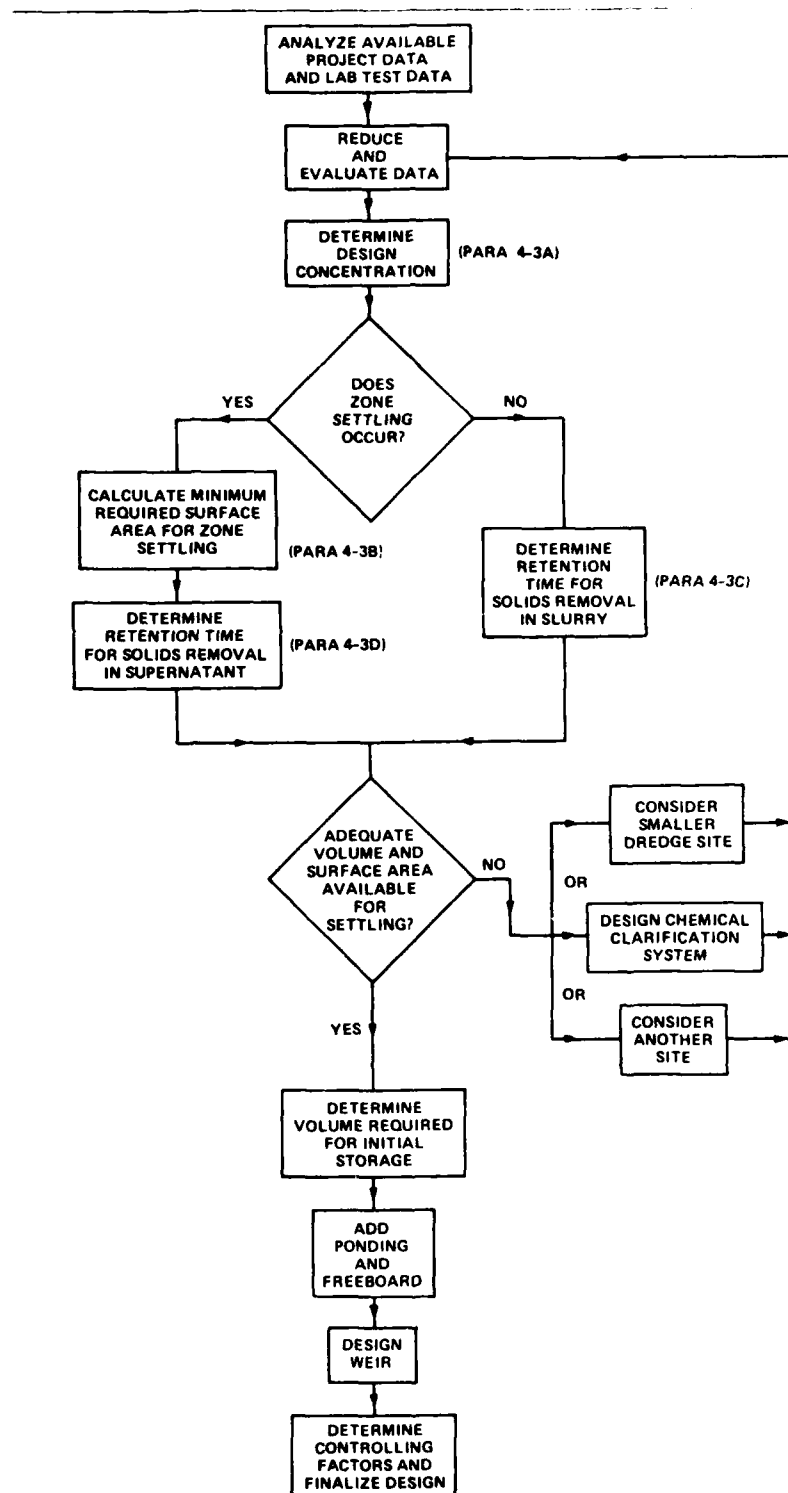 ANALYZE AVAILABLE
PROJECT DATA
AND LAB TEST DATA
REDUCE
AND
EVALUATE DATA
DETERMINE
DESIGN
CONCENTRATION
(PARA 4-3A)
DOES
ZONE
SETTLING
OCCUR?
YES
NO
CALCULATE MINIMUM
REQUIRED SURFACE
AREA FOR ZONE
SETTLING
(PARA 4-3B)
DETERMINE
RETENTION TIME
FOR SOLIDS REMOVAL
IN SUPERNATANT
(PARA 4-3D)
DETERMINE
RETENTION
TIME FOR
SOLIDS REMOVAL
IN SLURRY
(PARA 4-3C)
ADEQUATE
VOLUME AND
SURFACE AREA
AVAILABLE
FOR
SETTLING?
NO
CONSIDER
SMALLER
DREDGE SITE
OR
DESIGN CHEMICAL
CLARIFICATION
SYSTEM
OR
CONSIDER
ANOTHER
SITE
YES
DETERMINE
VOLUME REQUIRED
FOR INITIAL
STORAGE
ADD
PONDING
AND
FREEBOARD
DESIGN
WEIR
DETERMINE
CONTROLLING
FACTORS AND
FINALIZE DESIGN